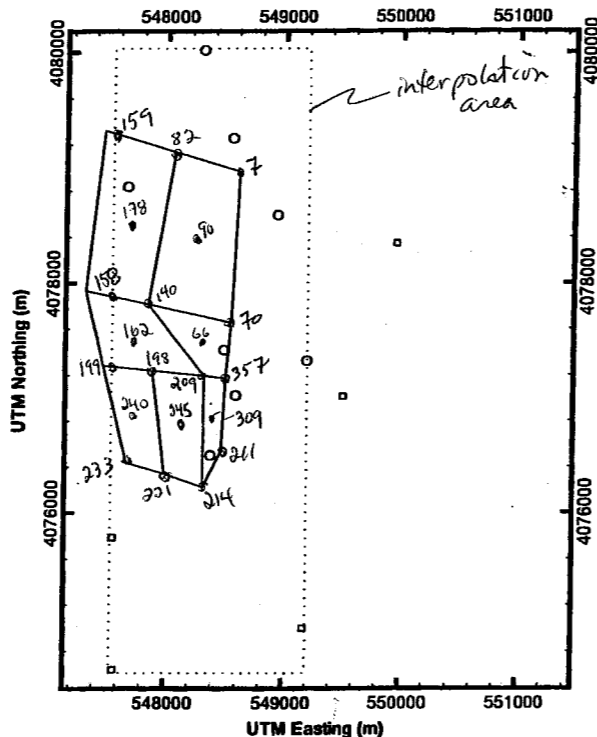 548000 549000 550000 551000
4080000 4080000
interpolation
area
159
82
7
178
90
4078000 4078000
158 140
70
162 66
199 198 209 357
240 245 309
211
233 221 214
4076000 4076000
UTM Northing (m)
548000 549000 550000 551000
UTM Easting (m)